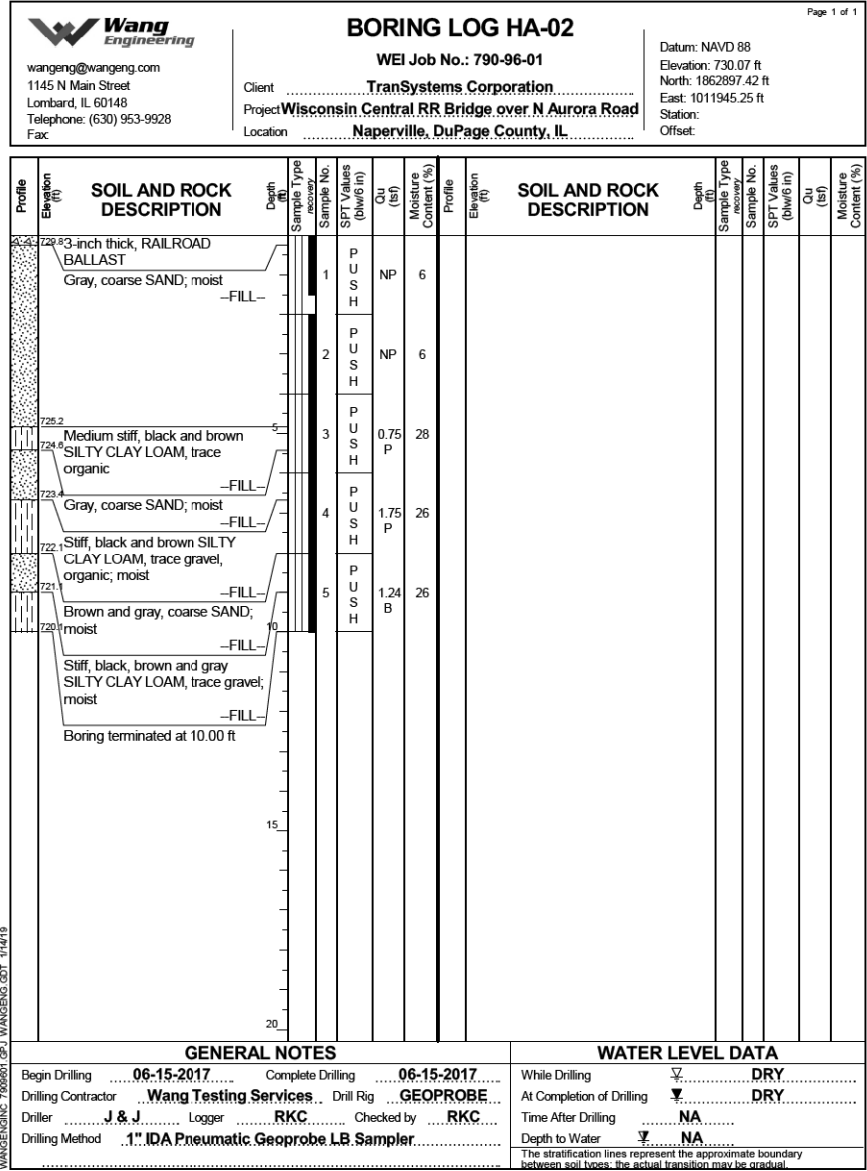 Page 1 of 1
Wang
Engineering
wangeng@wangeng.com
1145 N Main Street
Lombard, IL 60148
Telephone: (630) 953-9928
Fax:
BORING LOG HA-02
WEI Job No.: 790-96-01
Client TranSystems Corporation
Project Wisconsin Central RR Bridge over N Aurora Road
Location Naperville, DuPage County, IL
Datum: NAVD 88
Elevation: 730.07 ft
North: 1862897.42 ft
East: 1011945.25 ft
Station:
Offset:
Profile
Elevation (ft)
SOIL AND ROCK DESCRIPTION
Depth (ft)
Sample Type
recovery
Sample No.
SPT Values (blw/6 in)
Qu (tsf)
Moisture Content (%)
Profile
Elevation (ft)
SOIL AND ROCK DESCRIPTION
Depth (ft)
Sample Type
recovery
Sample No.
SPT Values (blw/6 in)
Qu (tsf)
Moisture Content (%)
729.8 3-inch thick, RAILROAD
BALLAST
Gray, coarse SAND; moist
--FILL--
1 PUSH NP 6
2 PUSH NP 6
725.2
5
Medium stiff, black and brown
724.6 SILTY CLAY LOAM, trace
organic
--FILL--
3 PUSH 0.75 P 28
723.4
Gray, coarse SAND; moist
--FILL--
4 PUSH 1.75 P 26
Stiff, black and brown SILTY
722.1 CLAY LOAM, trace gravel,
organic; moist
--FILL--
721.1
5 PUSH 1.24 B 26
Brown and gray, coarse SAND;
720.1 moist
10
--FILL--
Stiff, black, brown and gray
SILTY CLAY LOAM, trace gravel;
moist
--FILL--
Boring terminated at 10.00 ft
15
20
WANGENGINC 7909601.GPJ WANGENG.GDT 1/14/19
GENERAL NOTES
Begin Drilling 06-15-2017 Complete Drilling 06-15-2017
Drilling Contractor Wang Testing Services Drill Rig GEOPROBE
Driller J & J Logger RKC Checked by RKC
Drilling Method 1" IDA Pneumatic Geoprobe LB Sampler
WATER LEVEL DATA
While Drilling DRY
At Completion of Drilling DRY
Time After Drilling NA
Depth to Water NA
The stratification lines represent the approximate boundary
between soil types; the actual transition may be gradual.